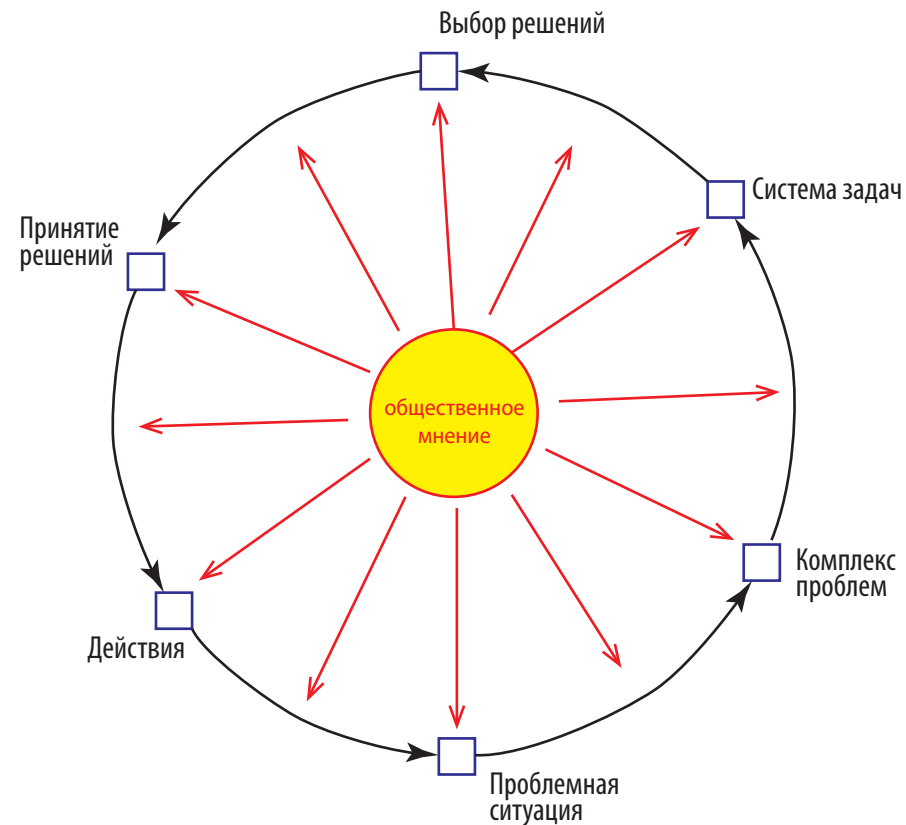 Выбор решений
Система задач
Принятие
решений
общественное
мнение
Комплекс
проблем
Действия
Проблемная
ситуация